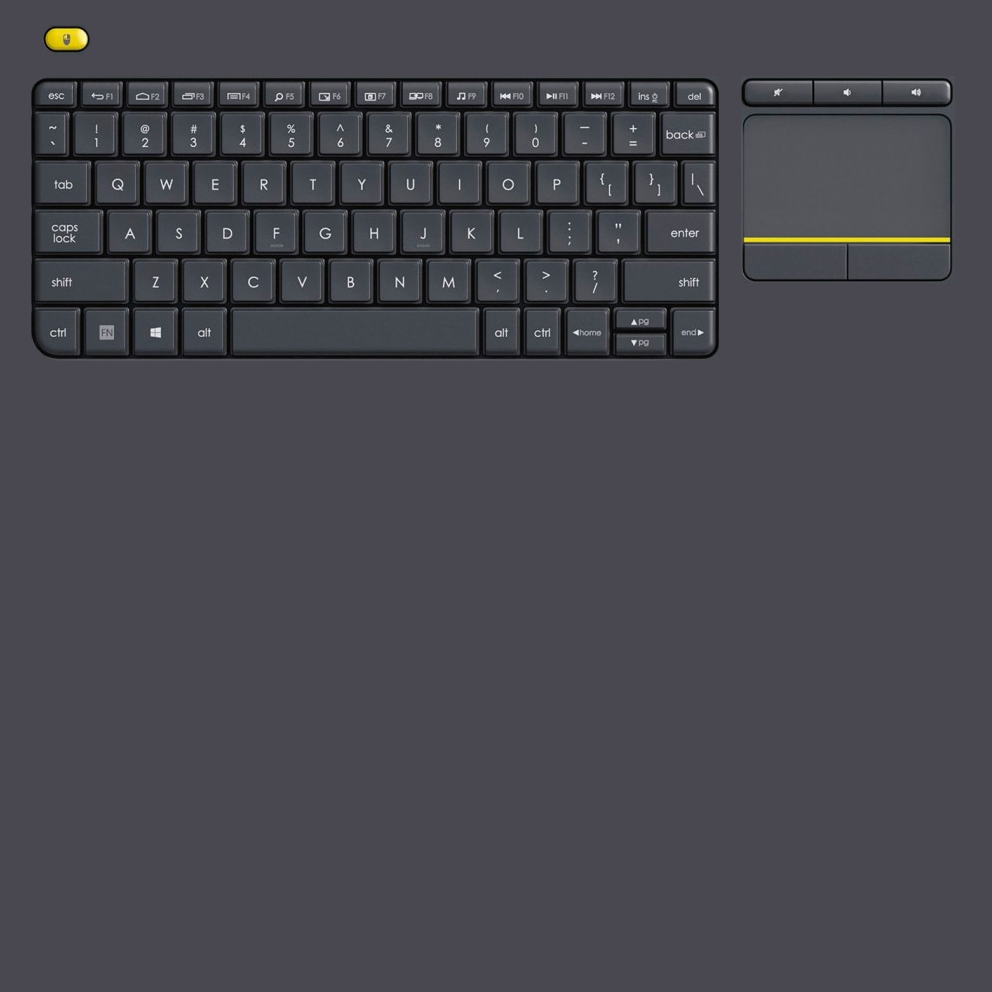 esc F1 F2 F3 F4 F5 F6 F7 F8 F9 F10 F11 F12 ins del
~ ! @ # $ % ^ & * ( ) — +
` 1 2 3 4 5 6 7 8 9 0 - = back
tab Q W E R T Y U I O P { [ } ] | \
caps lock A S D F G H J K L : ; " ' enter
shift Z X C V B N M < , > . ? / shift
ctrl FN alt alt ctrl ◀home ▲pg ▼pg end▶